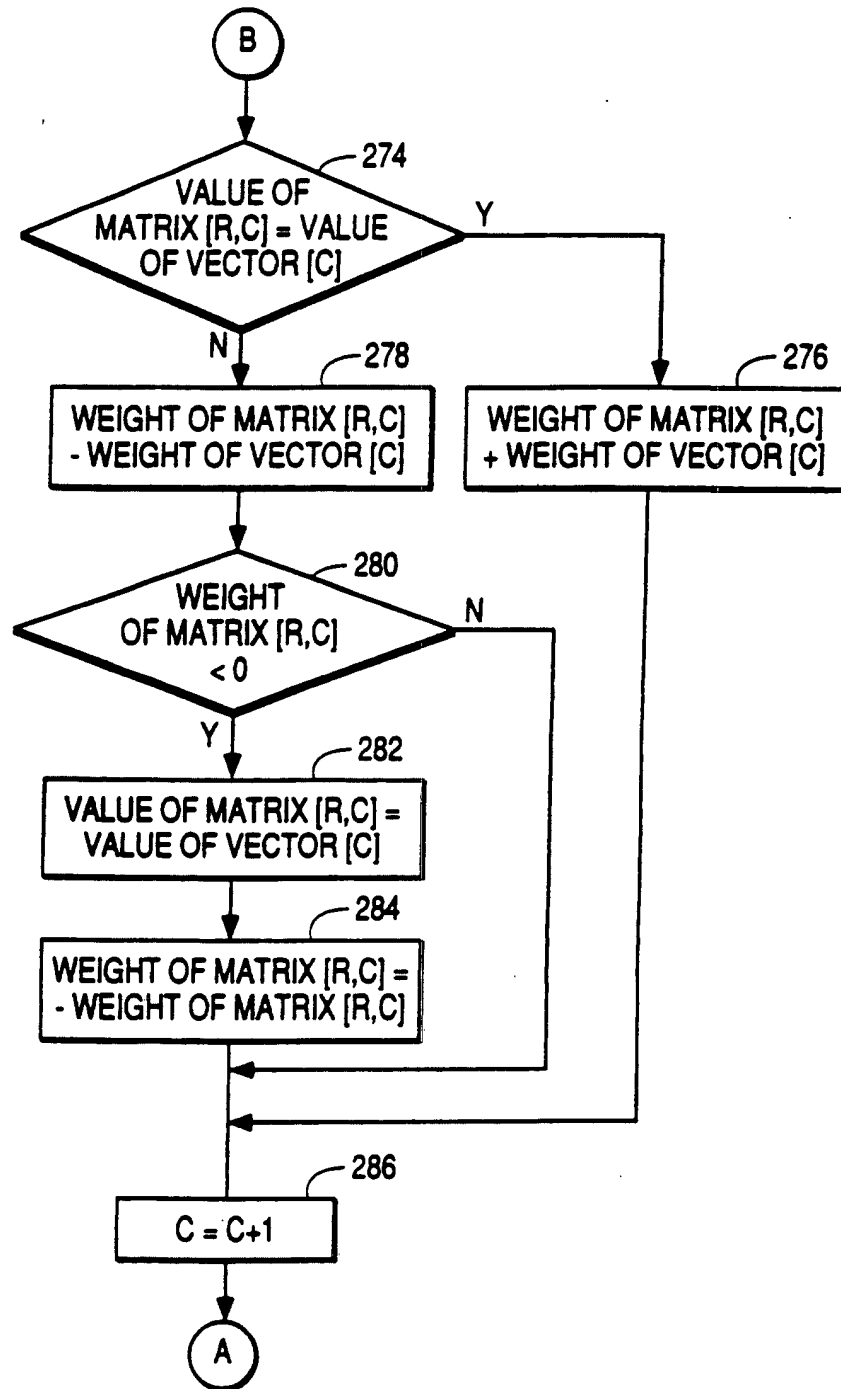 B
274
VALUE OF
MATRIX [R,C] = VALUE
OF VECTOR [C]
Y
N
278
WEIGHT OF MATRIX [R,C]
- WEIGHT OF VECTOR [C]
276
WEIGHT OF MATRIX [R,C]
+ WEIGHT OF VECTOR [C]
280
WEIGHT
OF MATRIX [R,C]
< 0
N
Y
282
VALUE OF MATRIX [R,C] =
VALUE OF VECTOR [C]
284
WEIGHT OF MATRIX [R,C] =
- WEIGHT OF MATRIX [R,C]
286
C = C+1
A